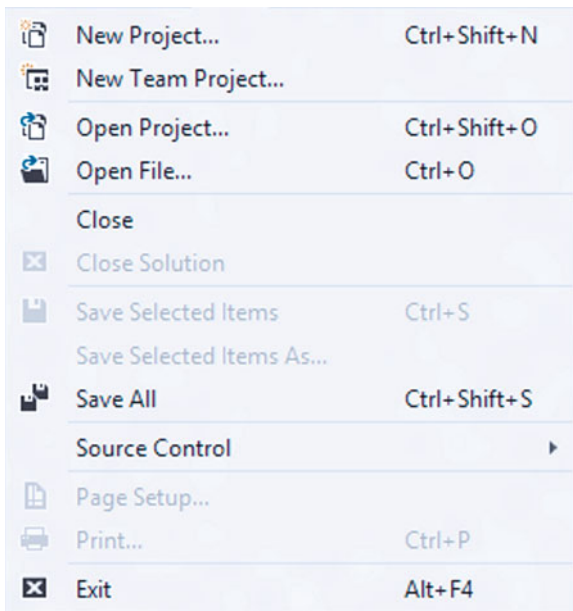 New Project... Ctrl+Shift+N
New Team Project...
Open Project... Ctrl+Shift+O
Open File... Ctrl+O
Close
Close Solution
Save Selected Items Ctrl+S
Save Selected Items As...
Save All Ctrl+Shift+S
Source Control
Page Setup...
Print... Ctrl+P
Exit Alt+F4